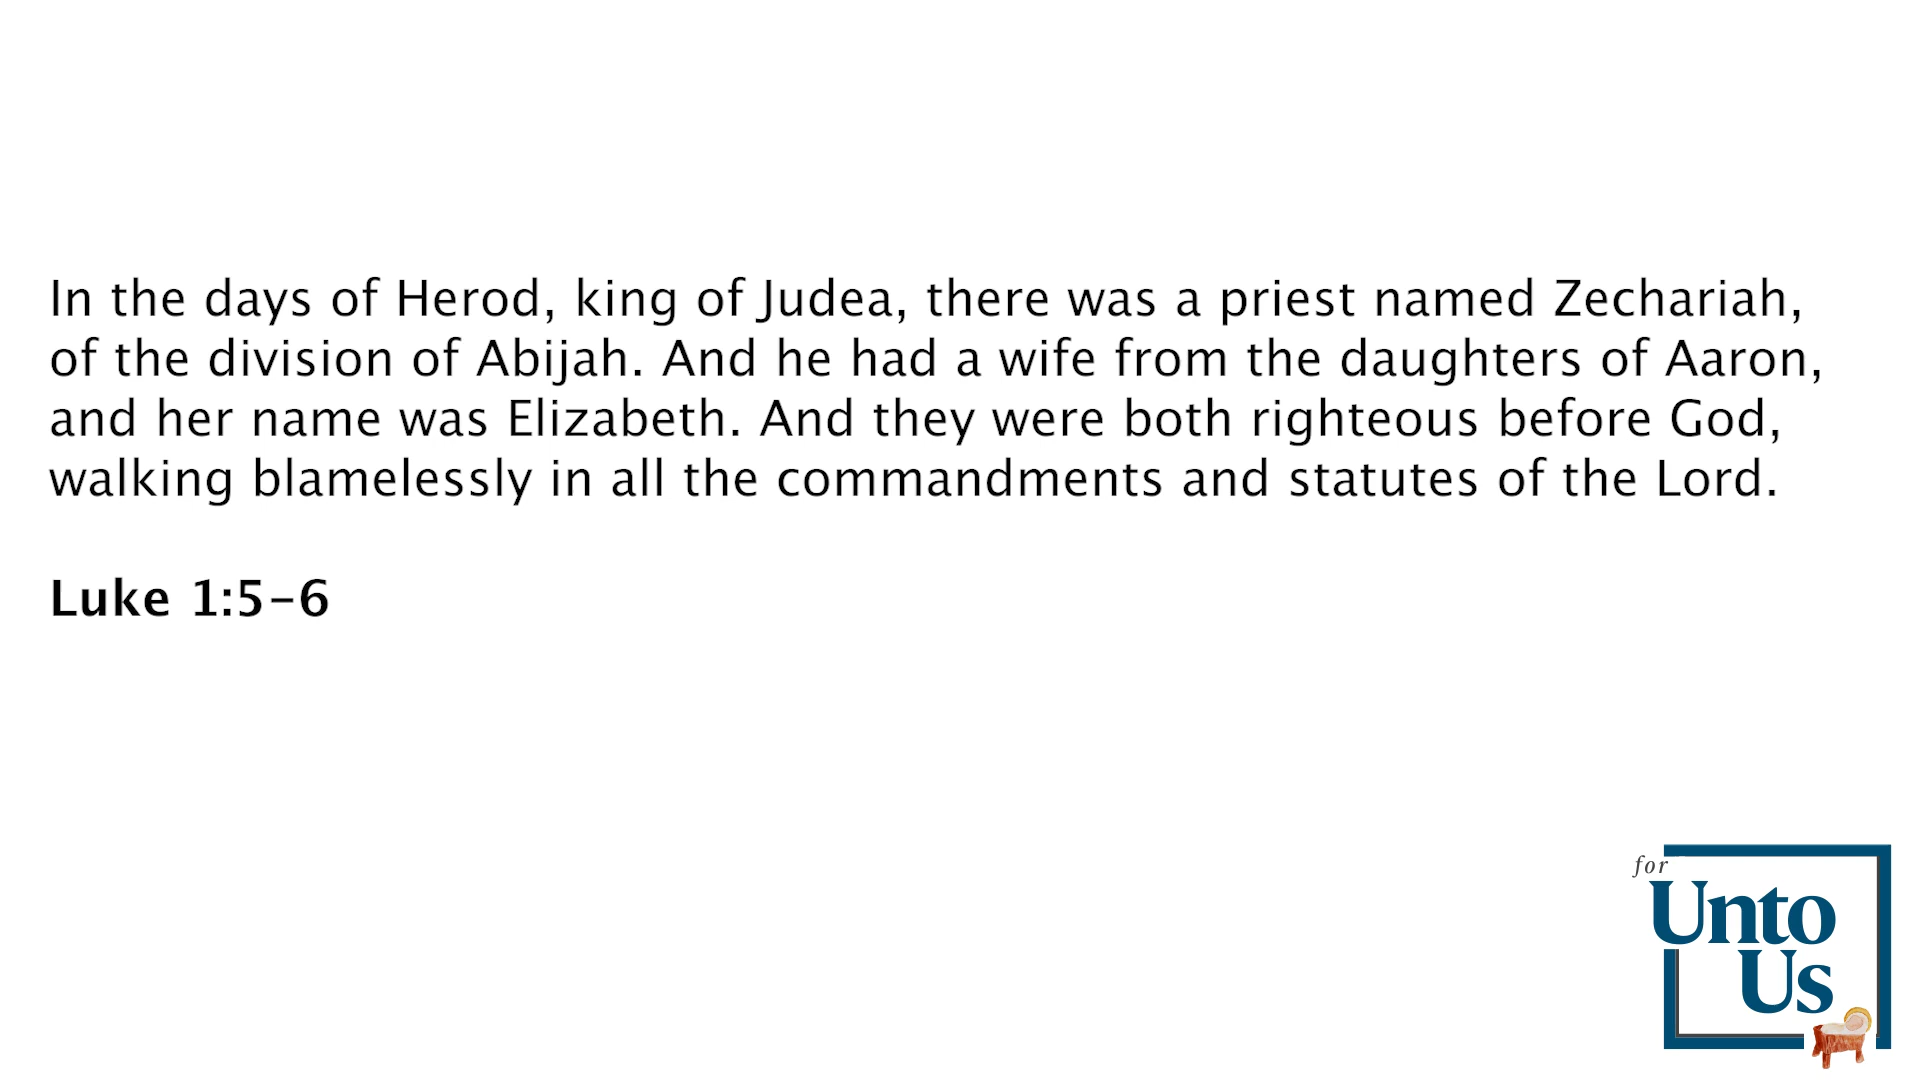 In the days of Herod, king of Judea, there was a priest named Zechariah,
of the division of Abijah. And he had a wife from the daughters of Aaron,
and her name was Elizabeth. And they were both righteous before God,
walking blamelessly in all the commandments and statutes of the Lord.
Luke 1:5–6
for
Unto
Us